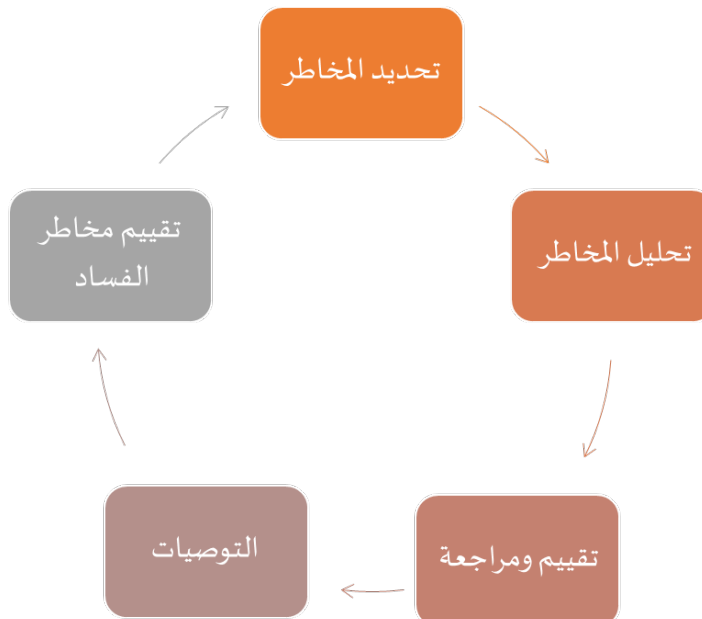 تحديد المخاطر
تحليل المخاطر
تقييم ومراجعة
التوصيات
تقييم مخاطر
الفساد